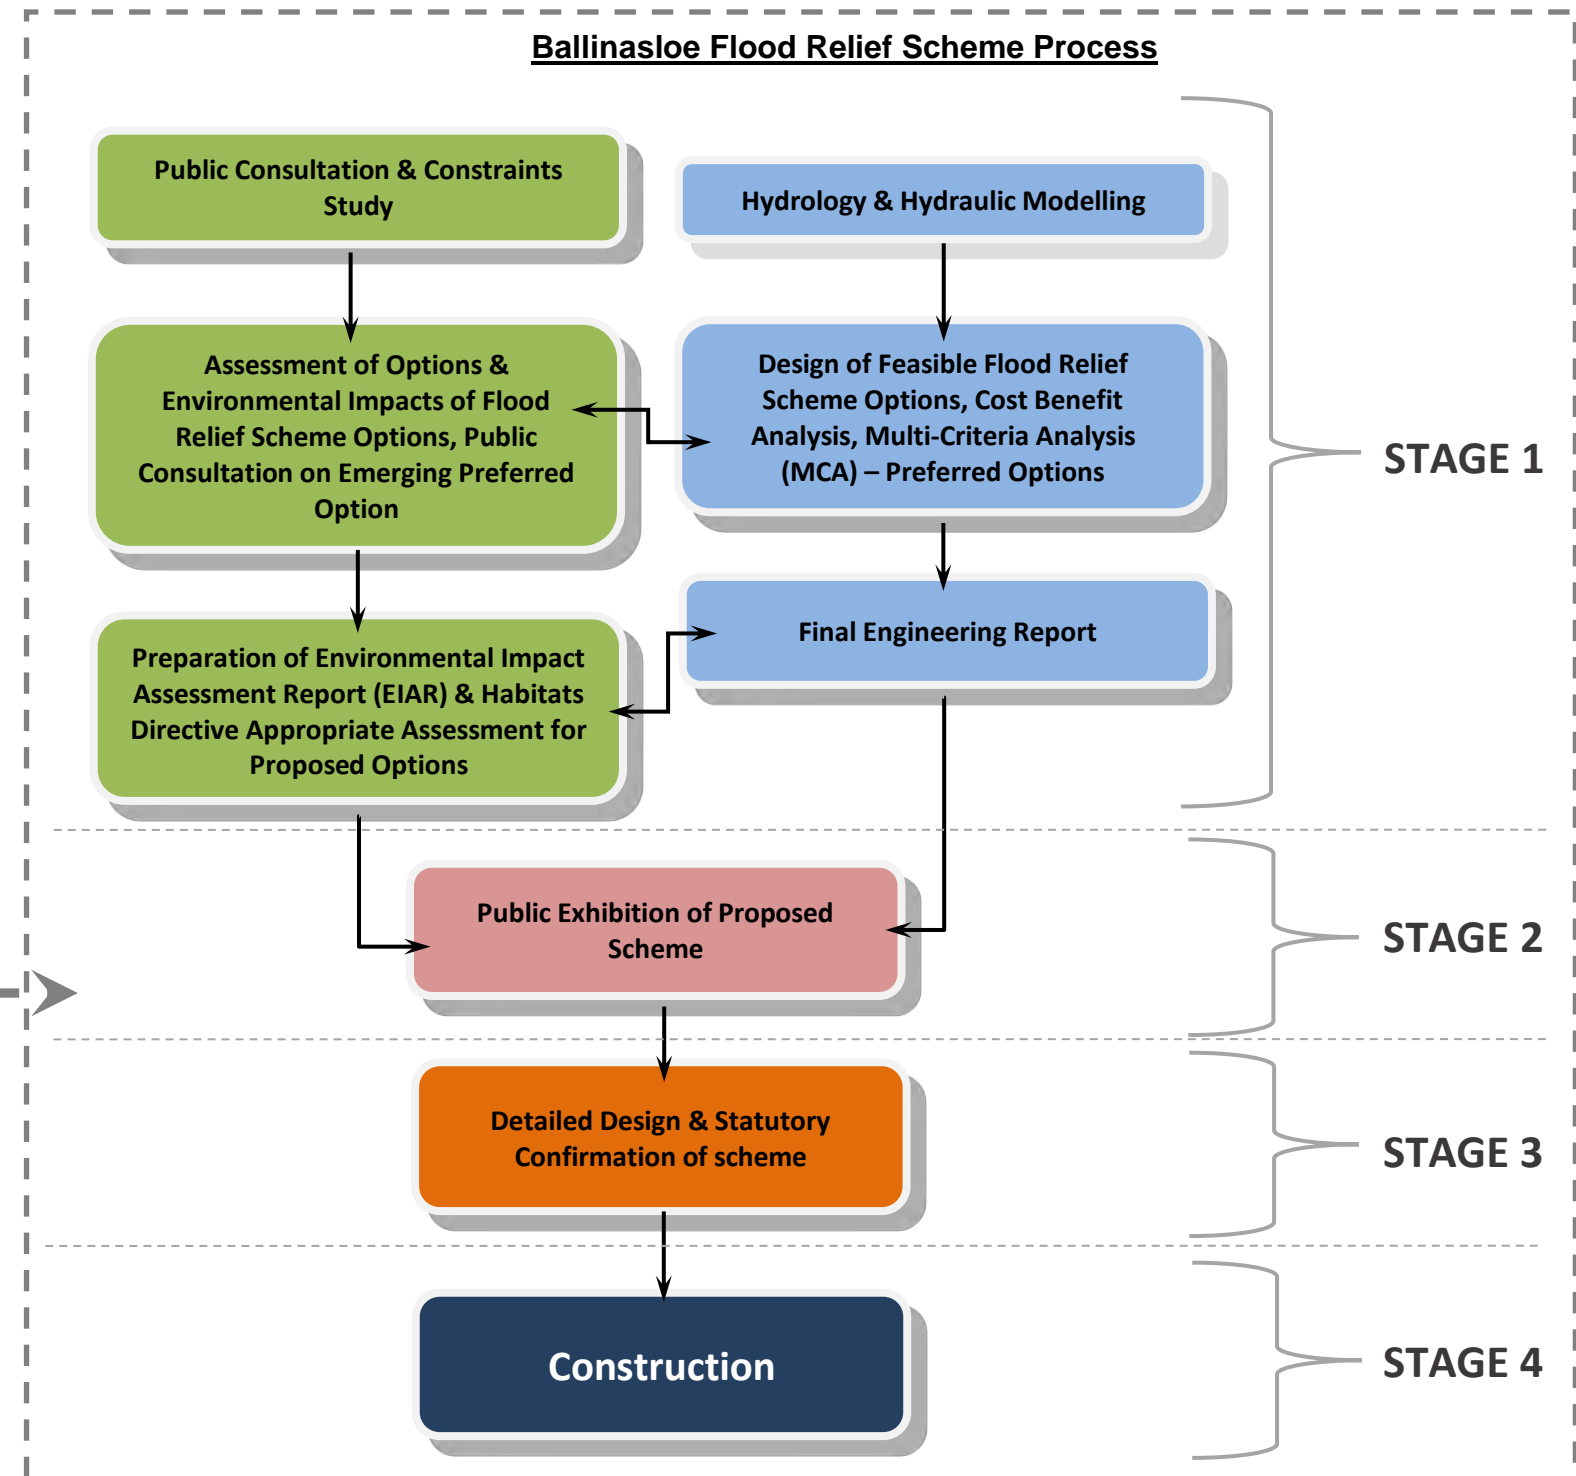 Ballinasloe Flood Relief Scheme Process
Public Consultation & Constraints
Study
Hydrology & Hydraulic Modelling
Assessment of Options &
Environmental Impacts of Flood
Relief Scheme Options, Public
Consultation on Emerging Preferred
Option
Design of Feasible Flood Relief
Scheme Options, Cost Benefit
Analysis, Multi-Criteria Analysis
(MCA) – Preferred Options
STAGE 1
Preparation of Environmental Impact
Assessment Report (EIAR) & Habitats
Directive Appropriate Assessment for
Proposed Options
Final Engineering Report
Public Exhibition of Proposed
Scheme
STAGE 2
Detailed Design & Statutory
Confirmation of scheme
STAGE 3
Construction
STAGE 4